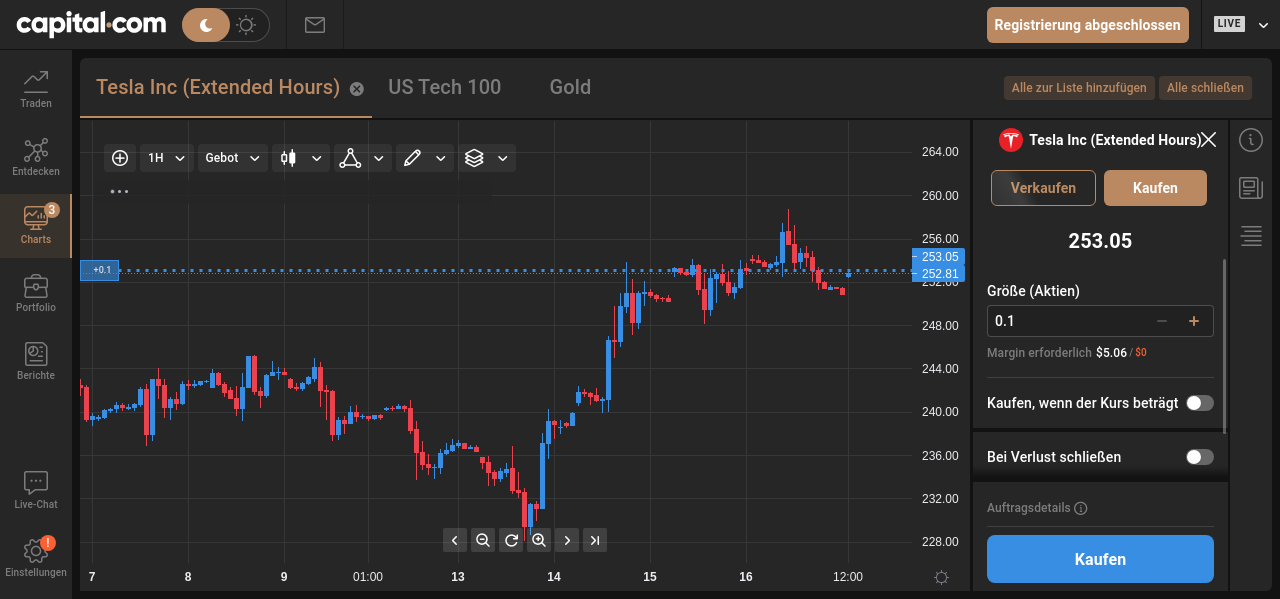 capital.com
Registrierung abgeschlossen
LIVE
Traden
Entdecken
3
Charts
Portfolio
Berichte
Live-Chat
!
Einstellungen
Tesla Inc (Extended Hours)
US Tech 100
Gold
Alle zur Liste hinzufügen
Alle schließen
1H
Gebot
+0.1
264.00
260.00
256.00
253.05
252.81
252.00
248.00
244.00
240.00
236.00
232.00
228.00
7
8
9
01:00
13
14
15
16
12:00
Tesla Inc (Extended Hours)
Verkaufen
Kaufen
253.05
Größe (Aktien)
0.1
Margin erforderlich $5.06 / $0
Kaufen, wenn der Kurs beträgt
Bei Verlust schließen
Auftragsdetails
Kaufen